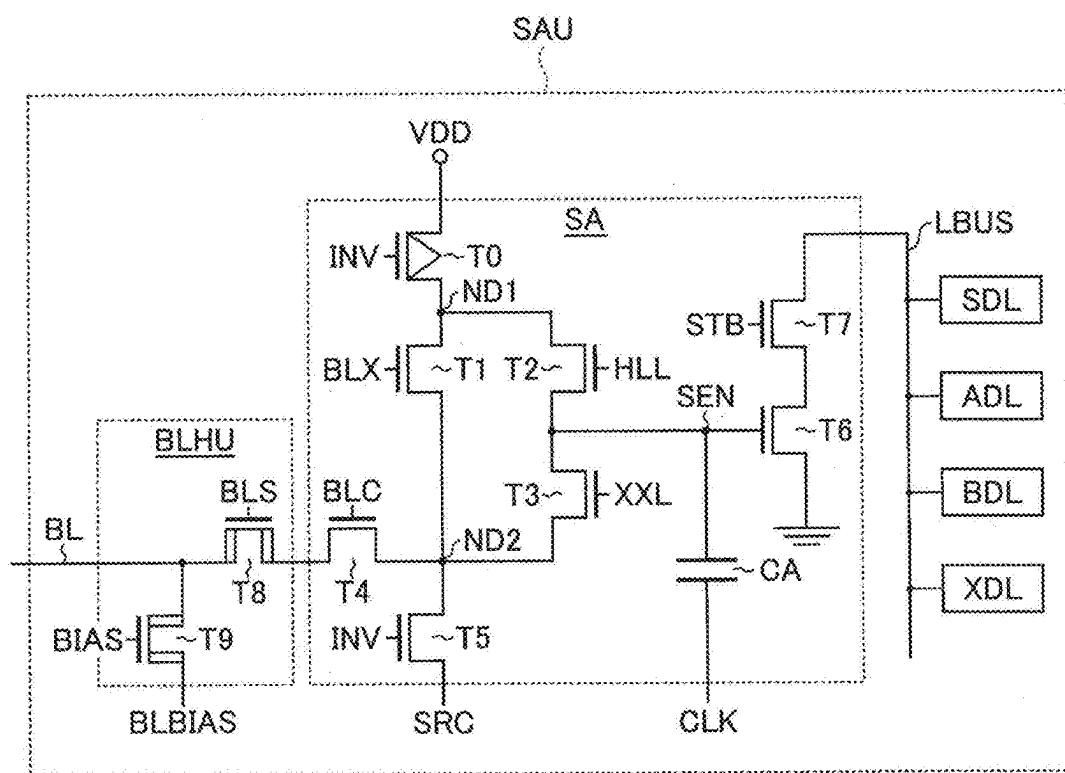 SAU
VDD
SA
LBUS
INV
T0
ND1
SDL
STB
T7
BLX
T1
T2
HLL
SEN
ADL
T6
BLHU
BLS
BLC
T3
XXL
BDL
BL
ND2
T8
T4
CA
XDL
BIAS
T9
INV
T5
BLBIAS
SRC
CLK